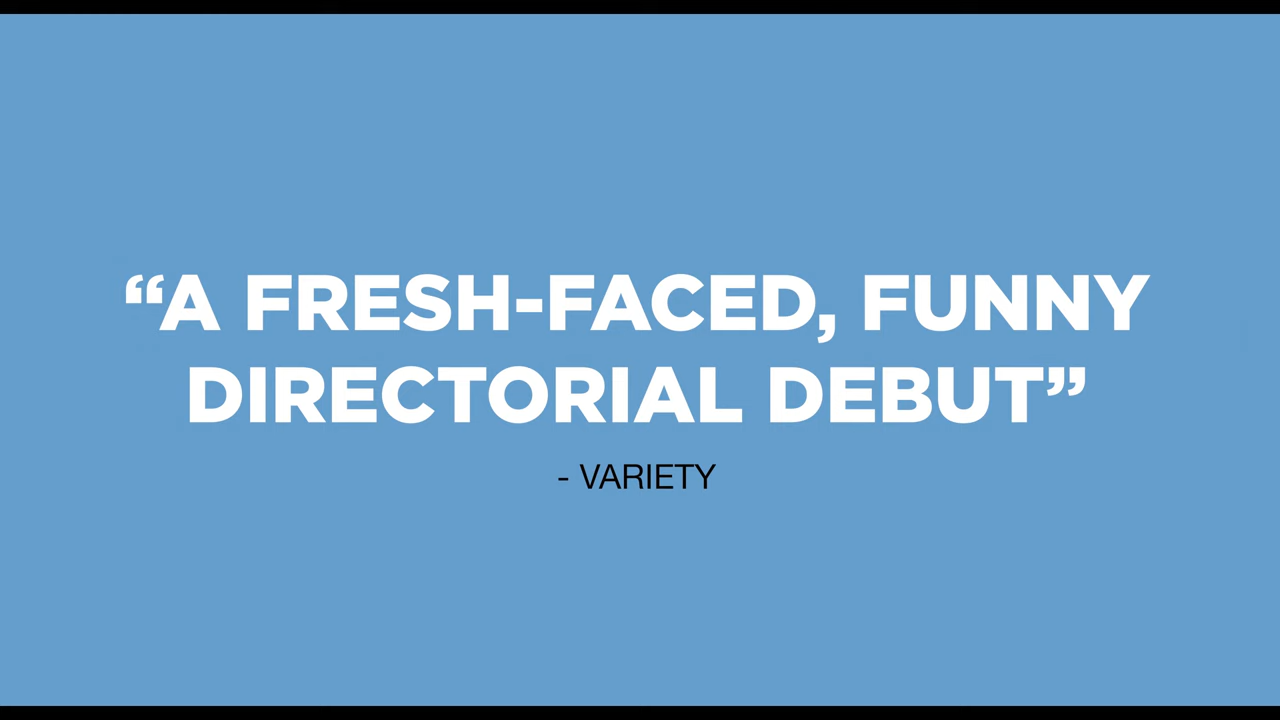 “A FRESH-FACED, FUNNY
DIRECTORIAL DEBUT”
- VARIETY